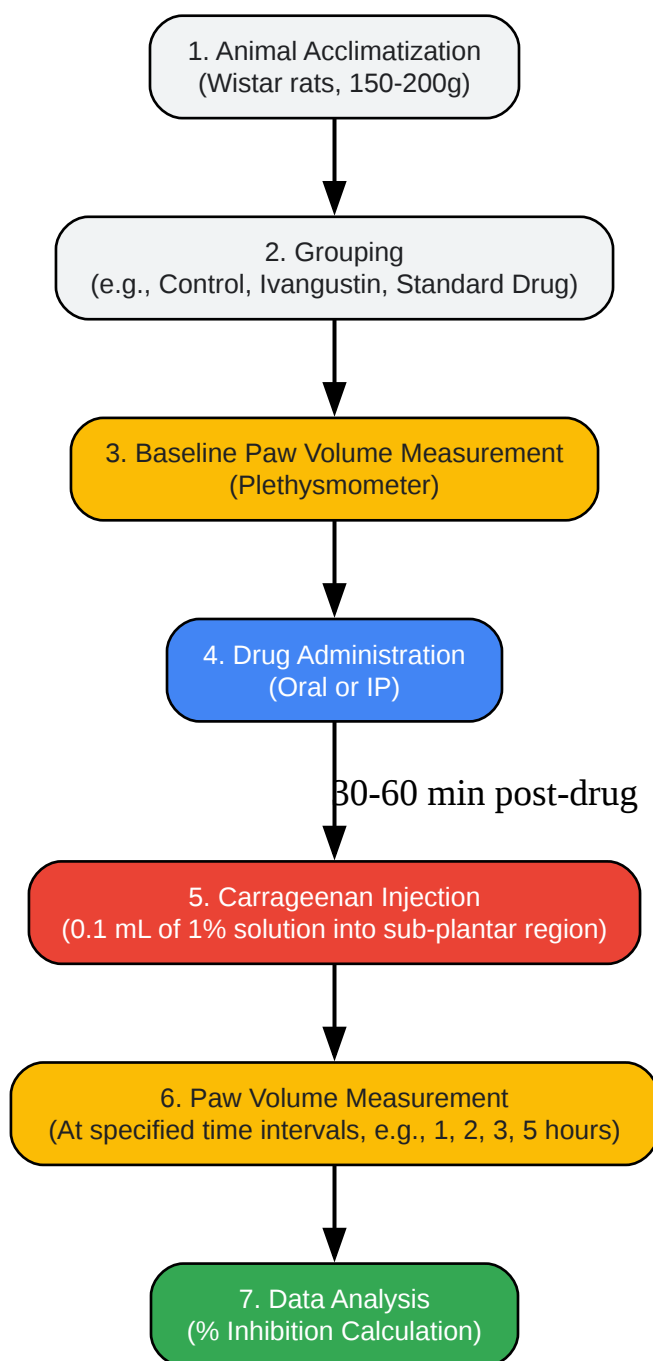 1. Animal Acclimatization
(Wistar rats, 150-200g)
2. Grouping
(e.g., Control, Ivangustin, Standard Drug)
3. Baseline Paw Volume Measurement
(Plethysmometer)
4. Drug Administration
(Oral or IP)
30-60 min post-drug
5. Carrageenan Injection
(0.1 mL of 1% solution into sub-plantar region)
6. Paw Volume Measurement
(At specified time intervals, e.g., 1, 2, 3, 5 hours)
7. Data Analysis
(% Inhibition Calculation)